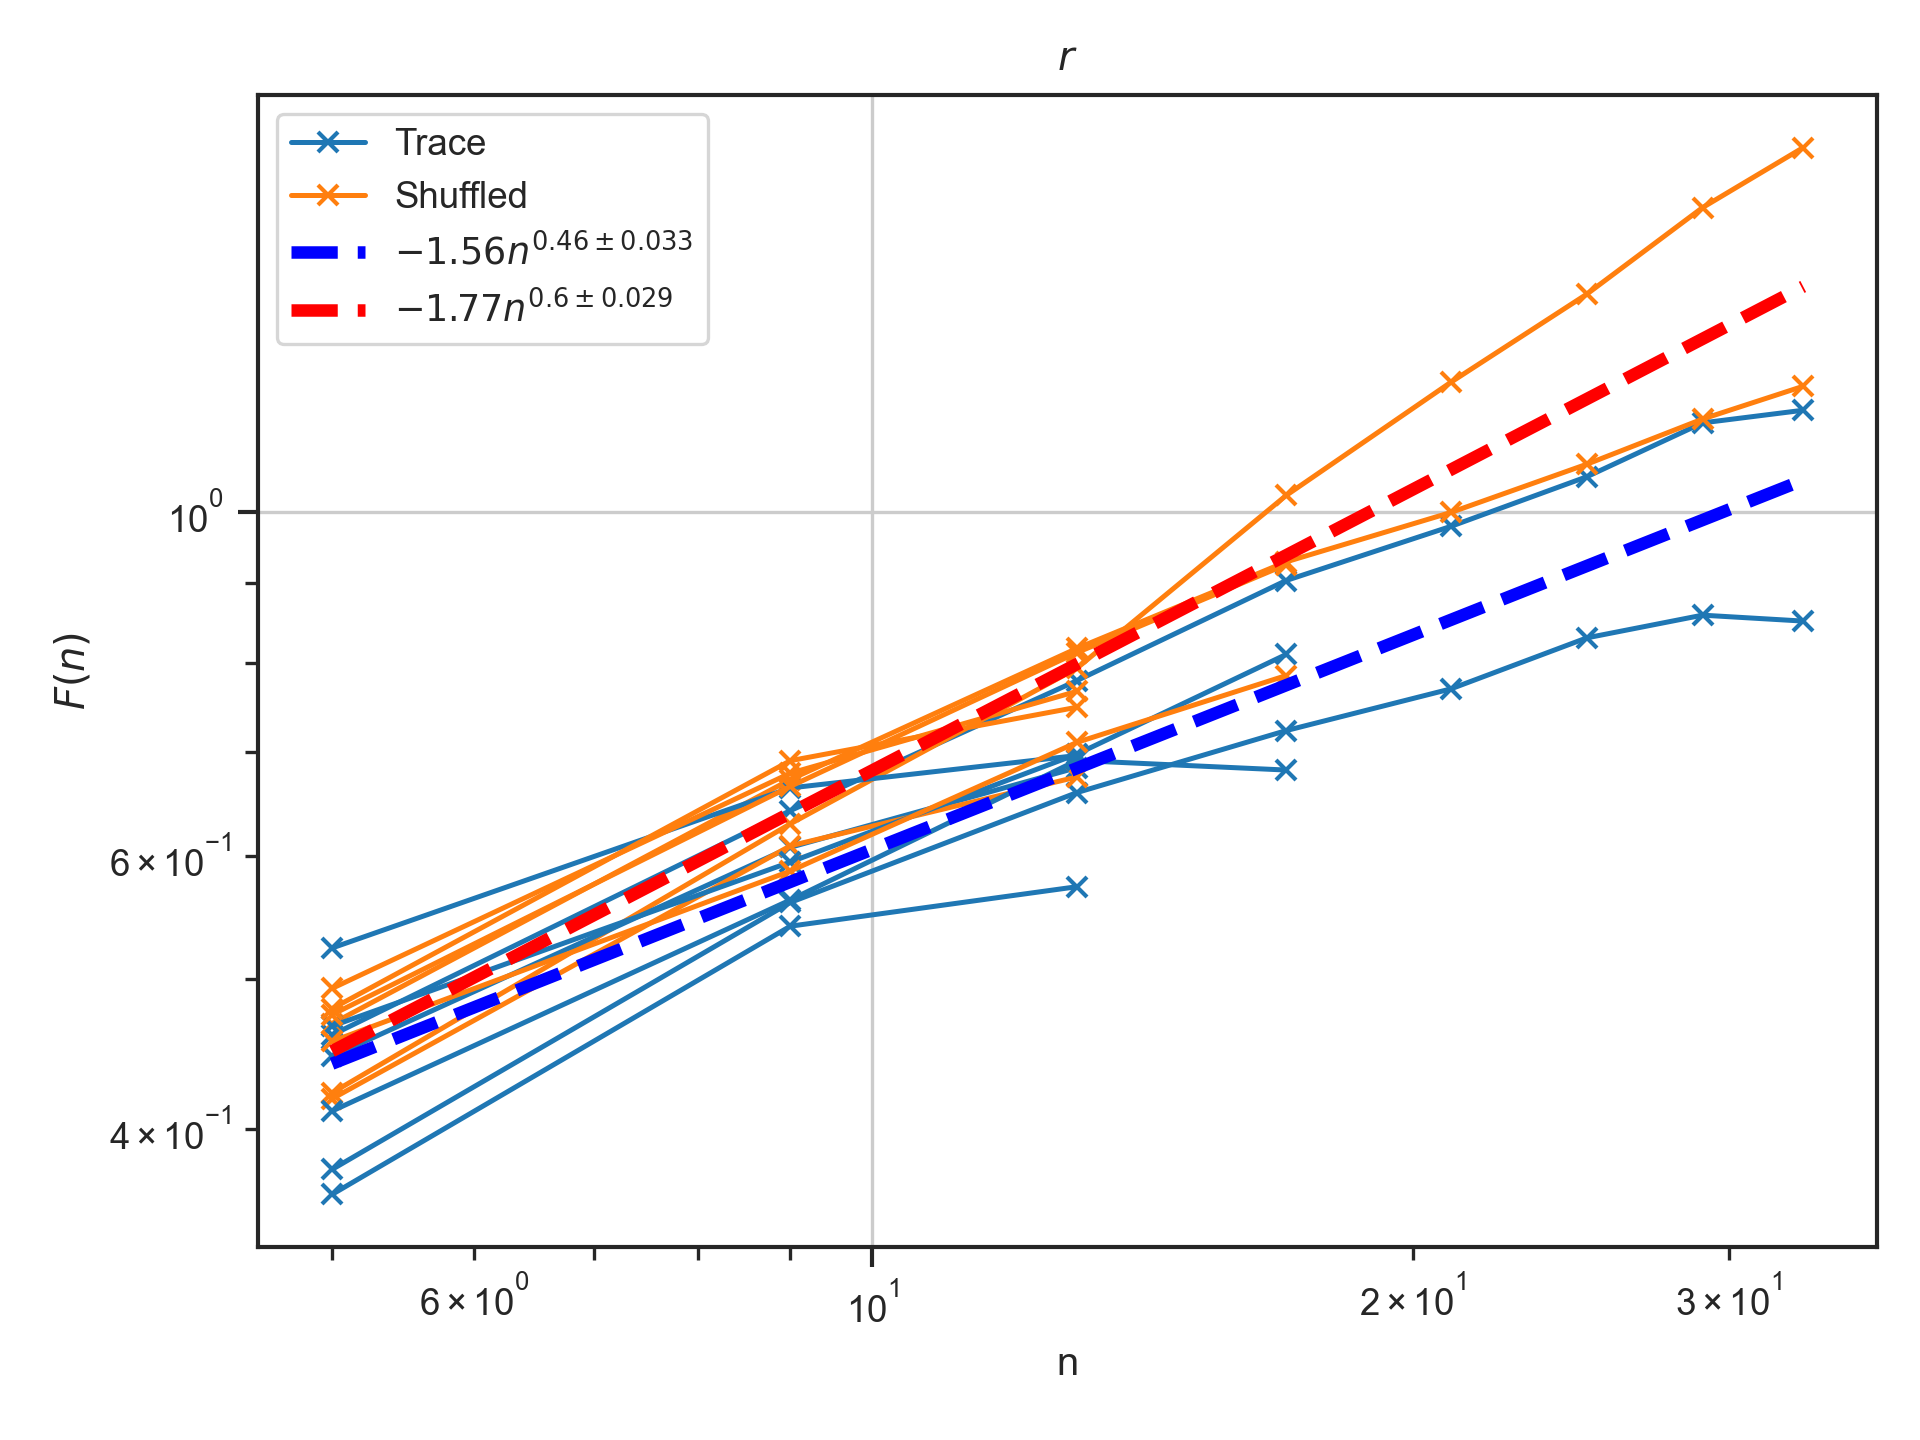 r
Trace
Shuffled
−1.56n^{0.46 ± 0.033}
−1.77n^{0.6 ± 0.029}
F(n)
10^0
6 × 10^{−1}
4 × 10^{−1}
6 × 10^0
10^1
2 × 10^1
3 × 10^1
n